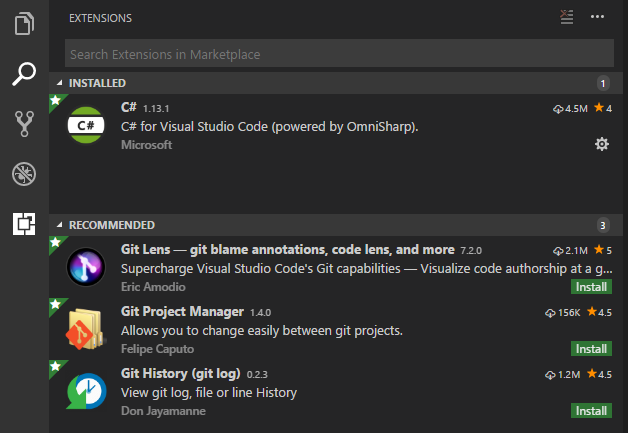 EXTENSIONS
Search Extensions in Marketplace
INSTALLED 1
C# 1.13.1 4.5M 4
C# for Visual Studio Code (powered by OmniSharp).
Microsoft
RECOMMENDED 3
Git Lens — git blame annotations, code lens, and more 7.2.0 2.1M 5
Supercharge Visual Studio Code's Git capabilities — Visualize code authorship at a g...
Eric Amodio Install
Git Project Manager 1.4.0 156K 4.5
Allows you to change easily between git projects.
Felipe Caputo Install
Git History (git log) 0.2.3 1.2M 4.5
View git log, file or line History
Don Jayamanne Install